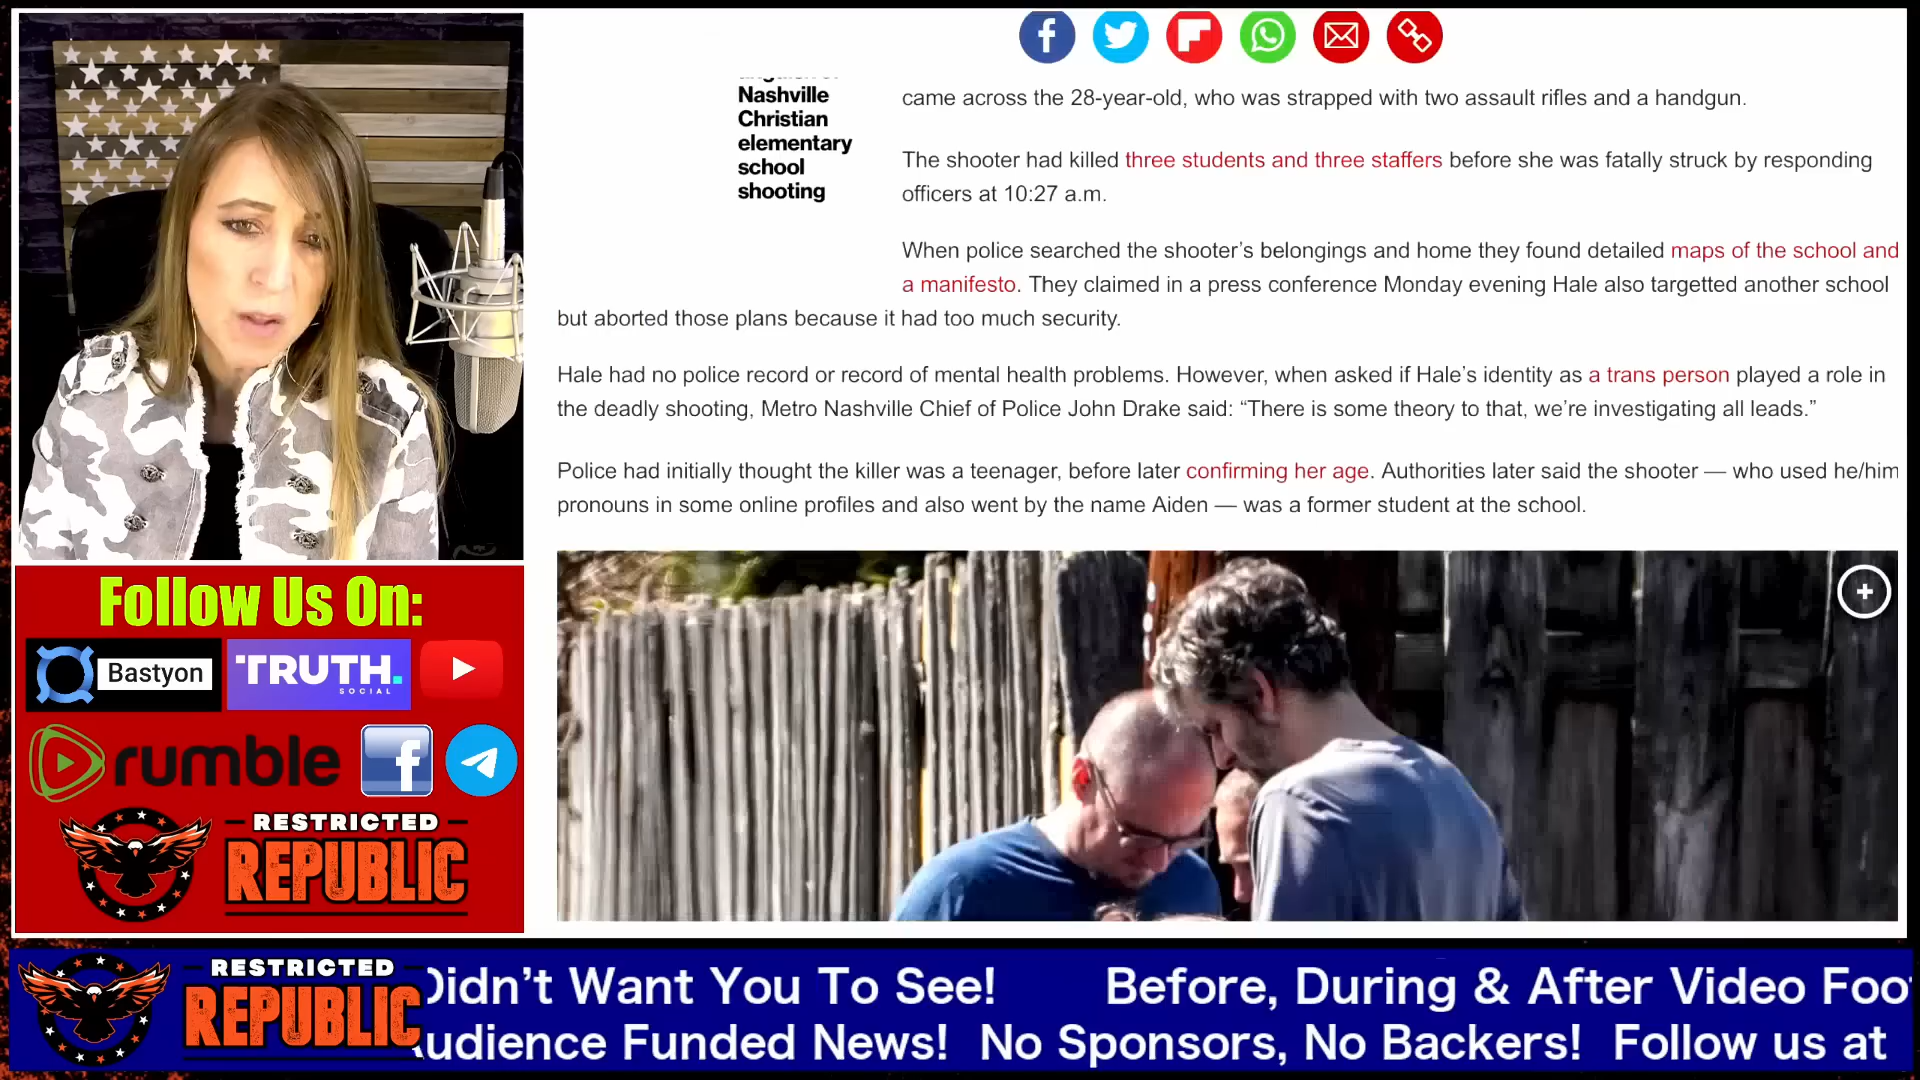 Nashville
Christian
elementary
school
shooting
came across the 28-year-old, who was strapped with two assault rifles and a handgun.
The shooter had killed three students and three staffers before she was fatally struck by responding
officers at 10:27 a.m.
When police searched the shooter’s belongings and home they found detailed maps of the school and
a manifesto. They claimed in a press conference Monday evening Hale also targetted another school
but aborted those plans because it had too much security.
Hale had no police record or record of mental health problems. However, when asked if Hale’s identity as a trans person played a role in
the deadly shooting, Metro Nashville Chief of Police John Drake said: “There is some theory to that, we’re investigating all leads.”
Police had initially thought the killer was a teenager, before later confirming her age. Authorities later said the shooter — who used he/him
pronouns in some online profiles and also went by the name Aiden — was a former student at the school.
Follow Us On:
Bastyon
TRUTH.
SOCIAL
rumble
RESTRICTED
REPUBLIC
RESTRICTED
REPUBLIC
Didn’t Want You To See! Before, During & After Video Foo
udience Funded News! No Sponsors, No Backers! Follow us at